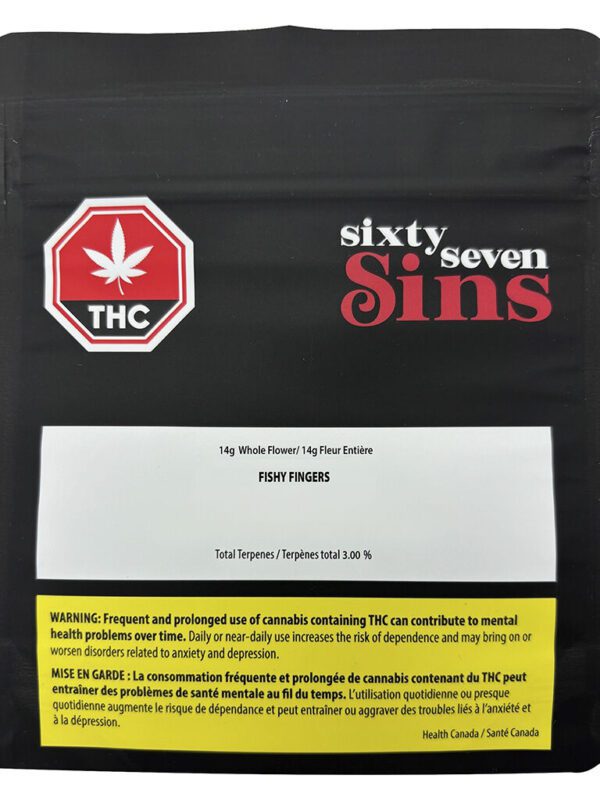 THC
sixty
seven
Sins
14g Whole Flower/ 14g Fleur Entière
FISHY FINGERS
Total Terpenes / Terpènes total 3.00 %
WARNING: Frequent and prolonged use of cannabis containing THC can contribute to mental
health problems over time. Daily or near-daily use increases the risk of dependence and may bring on or
worsen disorders related to anxiety and depression.
MISE EN GARDE : La consommation fréquente et prolongée de cannabis contenant du THC peut
entraîner des problèmes de santé mentale au fil du temps. L'utilisation quotidienne ou presque
quotidienne augmente le risque de dépendance et peut entraîner ou aggraver des troubles liés à l'anxiété et
à la dépression.
Health Canada / Santé Canada